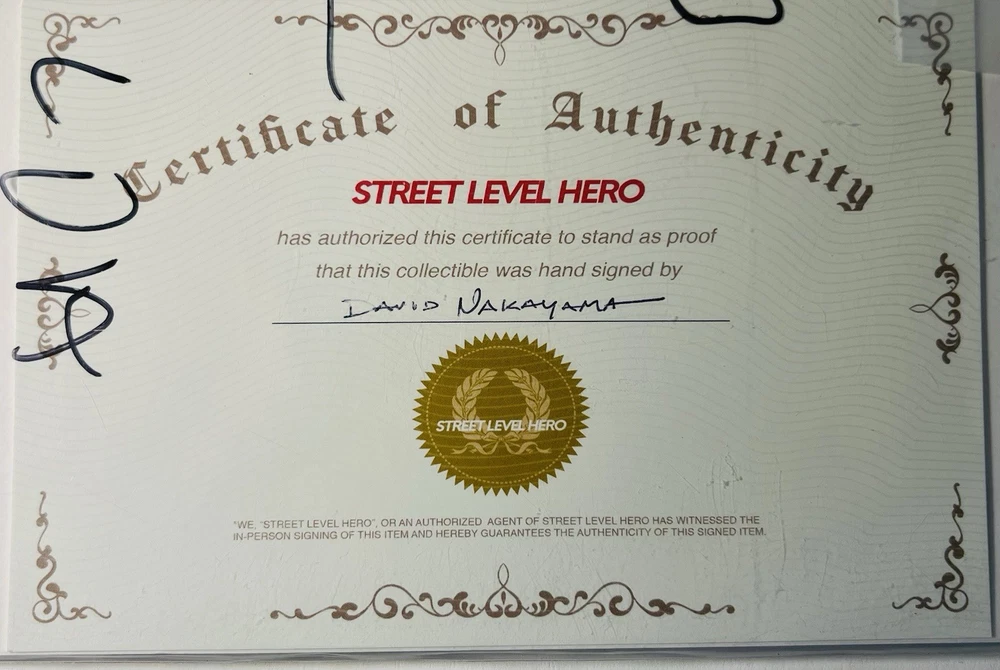 Certificate of Authenticity
STREET LEVEL HERO
has authorized this certificate to stand as proof
that this collectible was hand signed by
DAVID NAKAYAMA
STREET LEVEL HERO
"WE, "STREET LEVEL HERO", OR AN AUTHORIZED AGENT OF STREET LEVEL HERO HAS WITNESSED THE
IN-PERSON SIGNING OF THIS ITEM AND HEREBY GUARANTEES THE AUTHENTICITY OF THIS SIGNED ITEM.